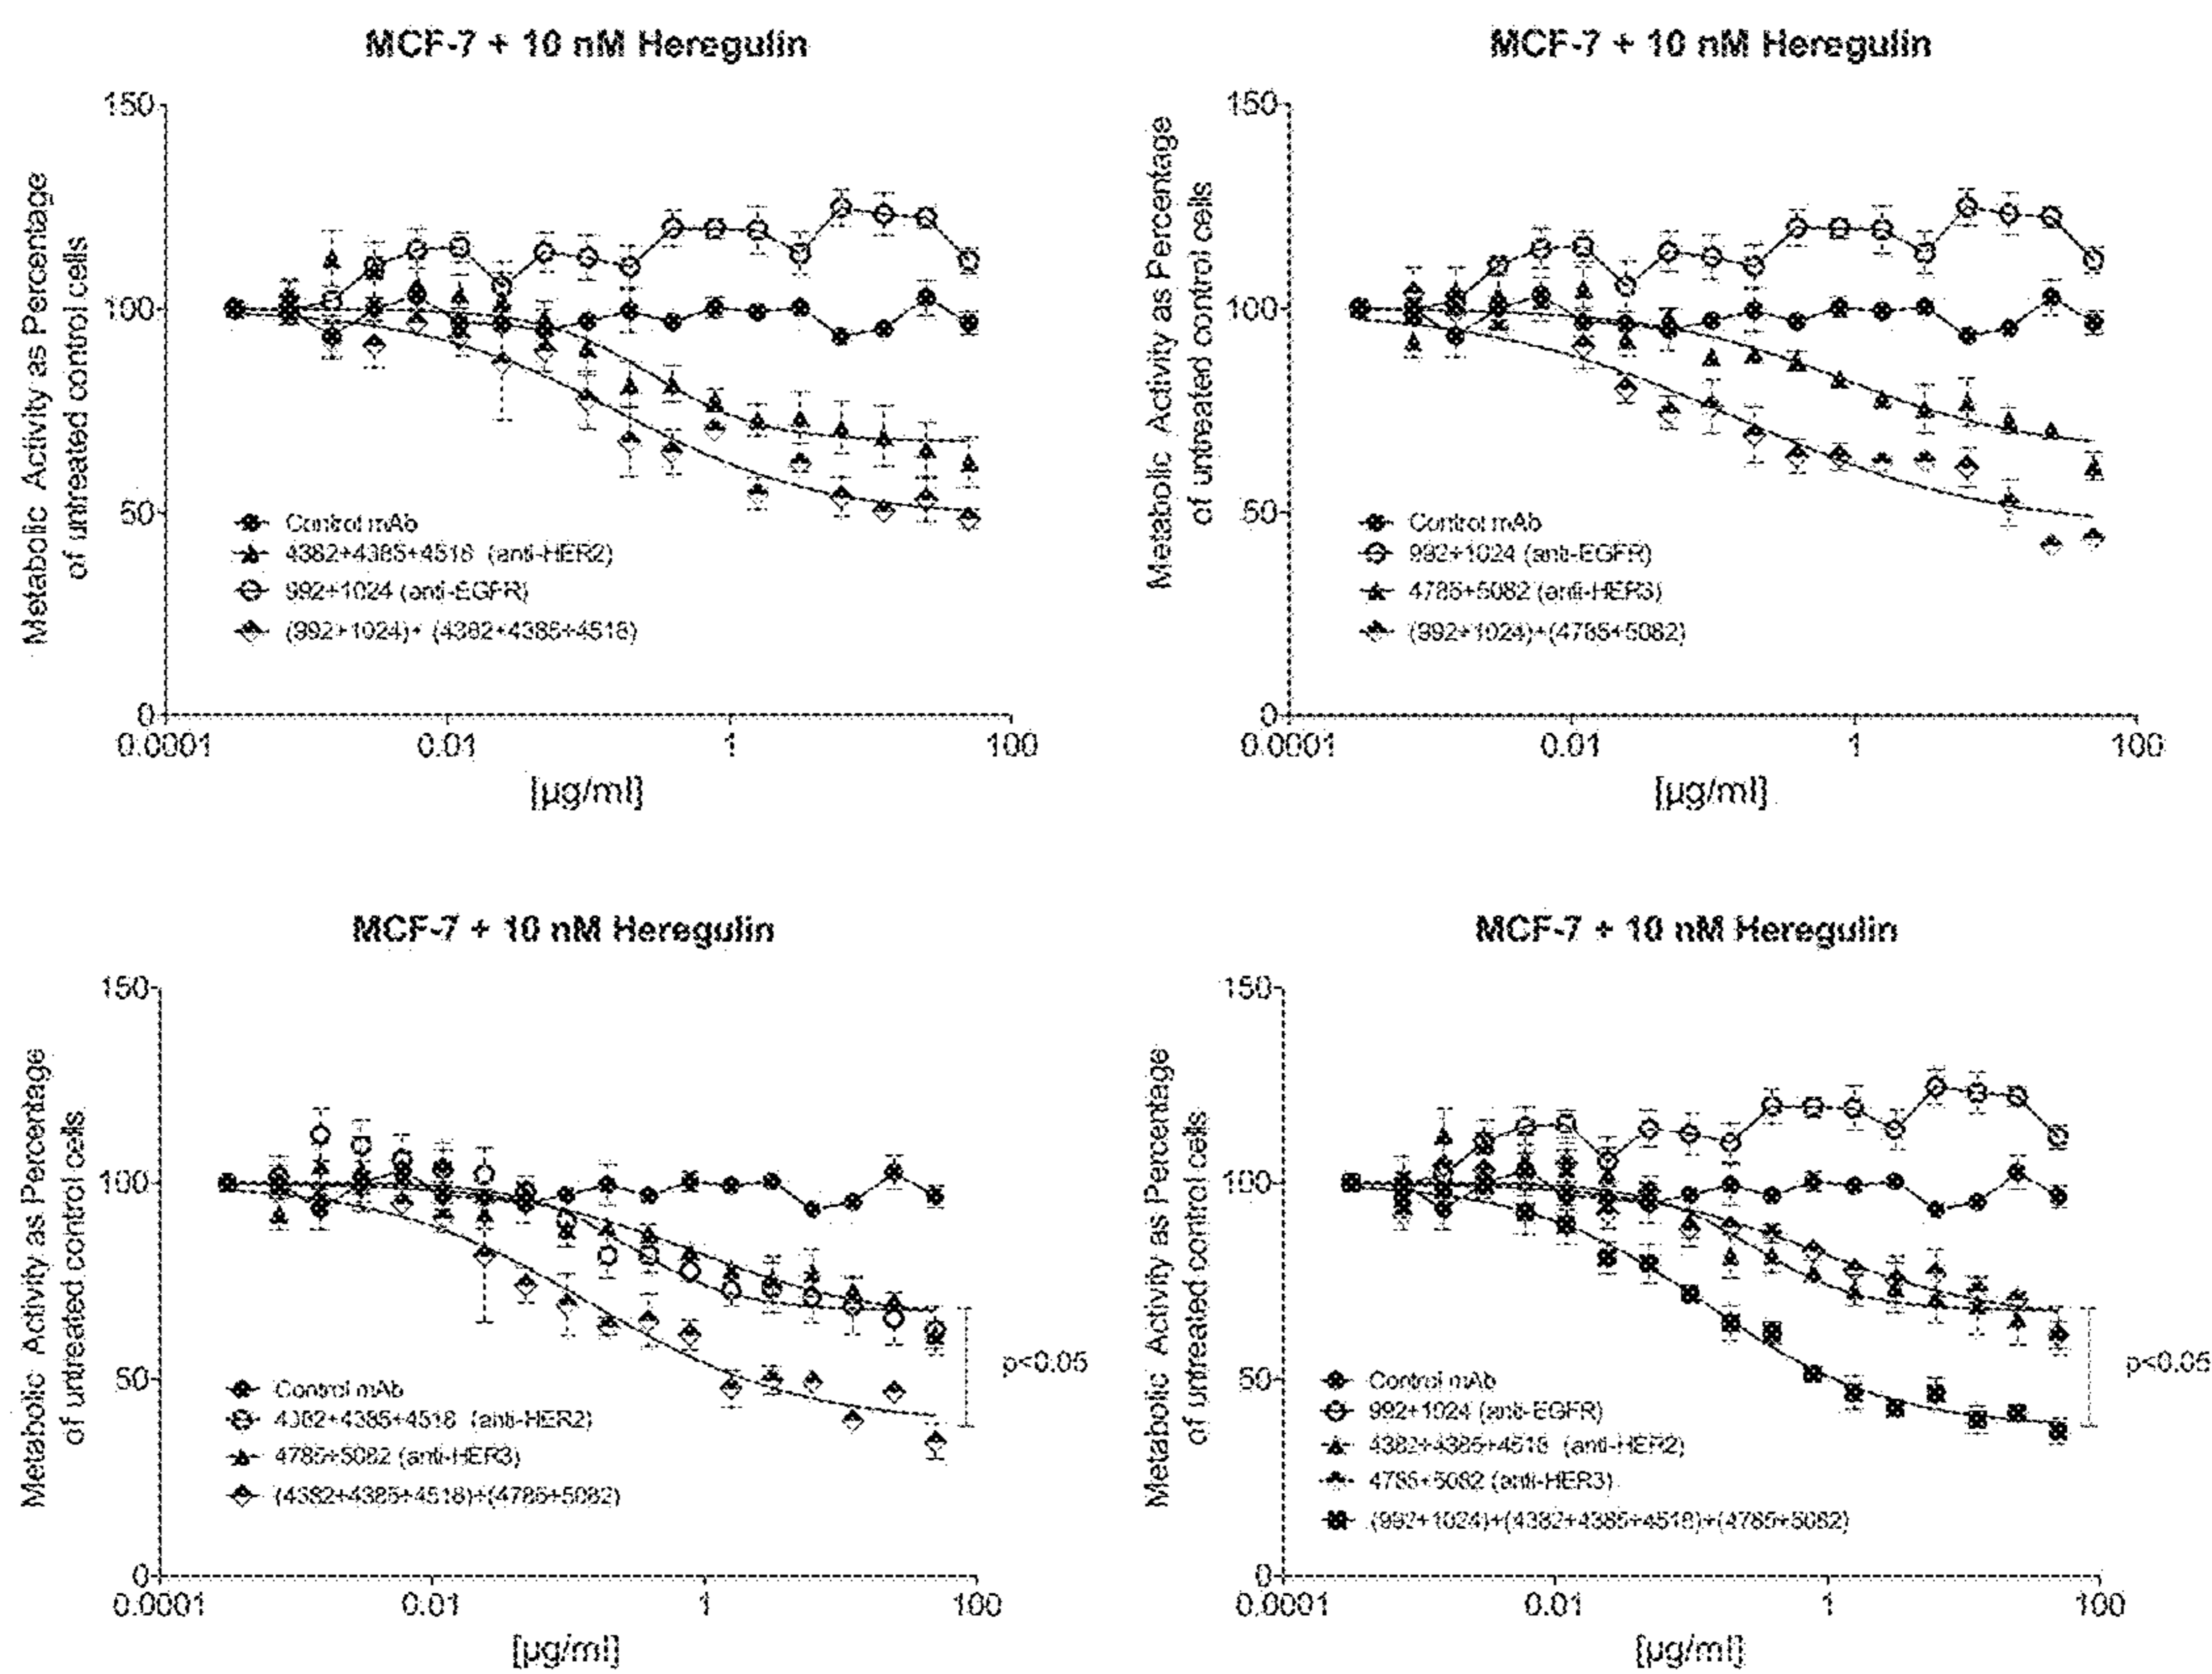 MCF-7 + 10 nM Heregulin
Metabolic Activity as Percentage
of untreated control cells
150
100
50
0
Control mAb
4382+4385+4518 (anti-HER2)
992+1024 (anti-EGFR)
(992+1024)+ (4382+4385+4518)
0.0001
0.01
1
100
[µg/ml]
MCF-7 + 10 nM Heregulin
Metabolic Activity as Percentage
of untreated control cells
150
100
50
0
Control mAb
992+1024 (anti-EGFR)
4785+5082 (anti-HER3)
(992+1024)+(4785+5082)
0.0001
0.01
1
100
[µg/ml]
MCF-7 + 10 nM Heregulin
Metabolic Activity as Percentage
of untreated control cells
150
100
50
0
p<0.05
Control mAb
4382+4385+4518 (anti-HER2)
4785+5082 (anti-HER3)
(4382+4385+4518)+(4785+5082)
0.0001
0.01
1
100
[µg/ml]
MCF-7 + 10 nM Heregulin
Metabolic Activity as Percentage
of untreated control cells
150
100
50
0
p<0.05
Control mAb
992+1024 (anti-EGFR)
4382+4385+4518 (anti-HER2)
4785+5082 (anti-HER3)
(992+1024)+(4382+4385+4518)+(4785+5082)
0.0001
0.01
1
100
[µg/ml]